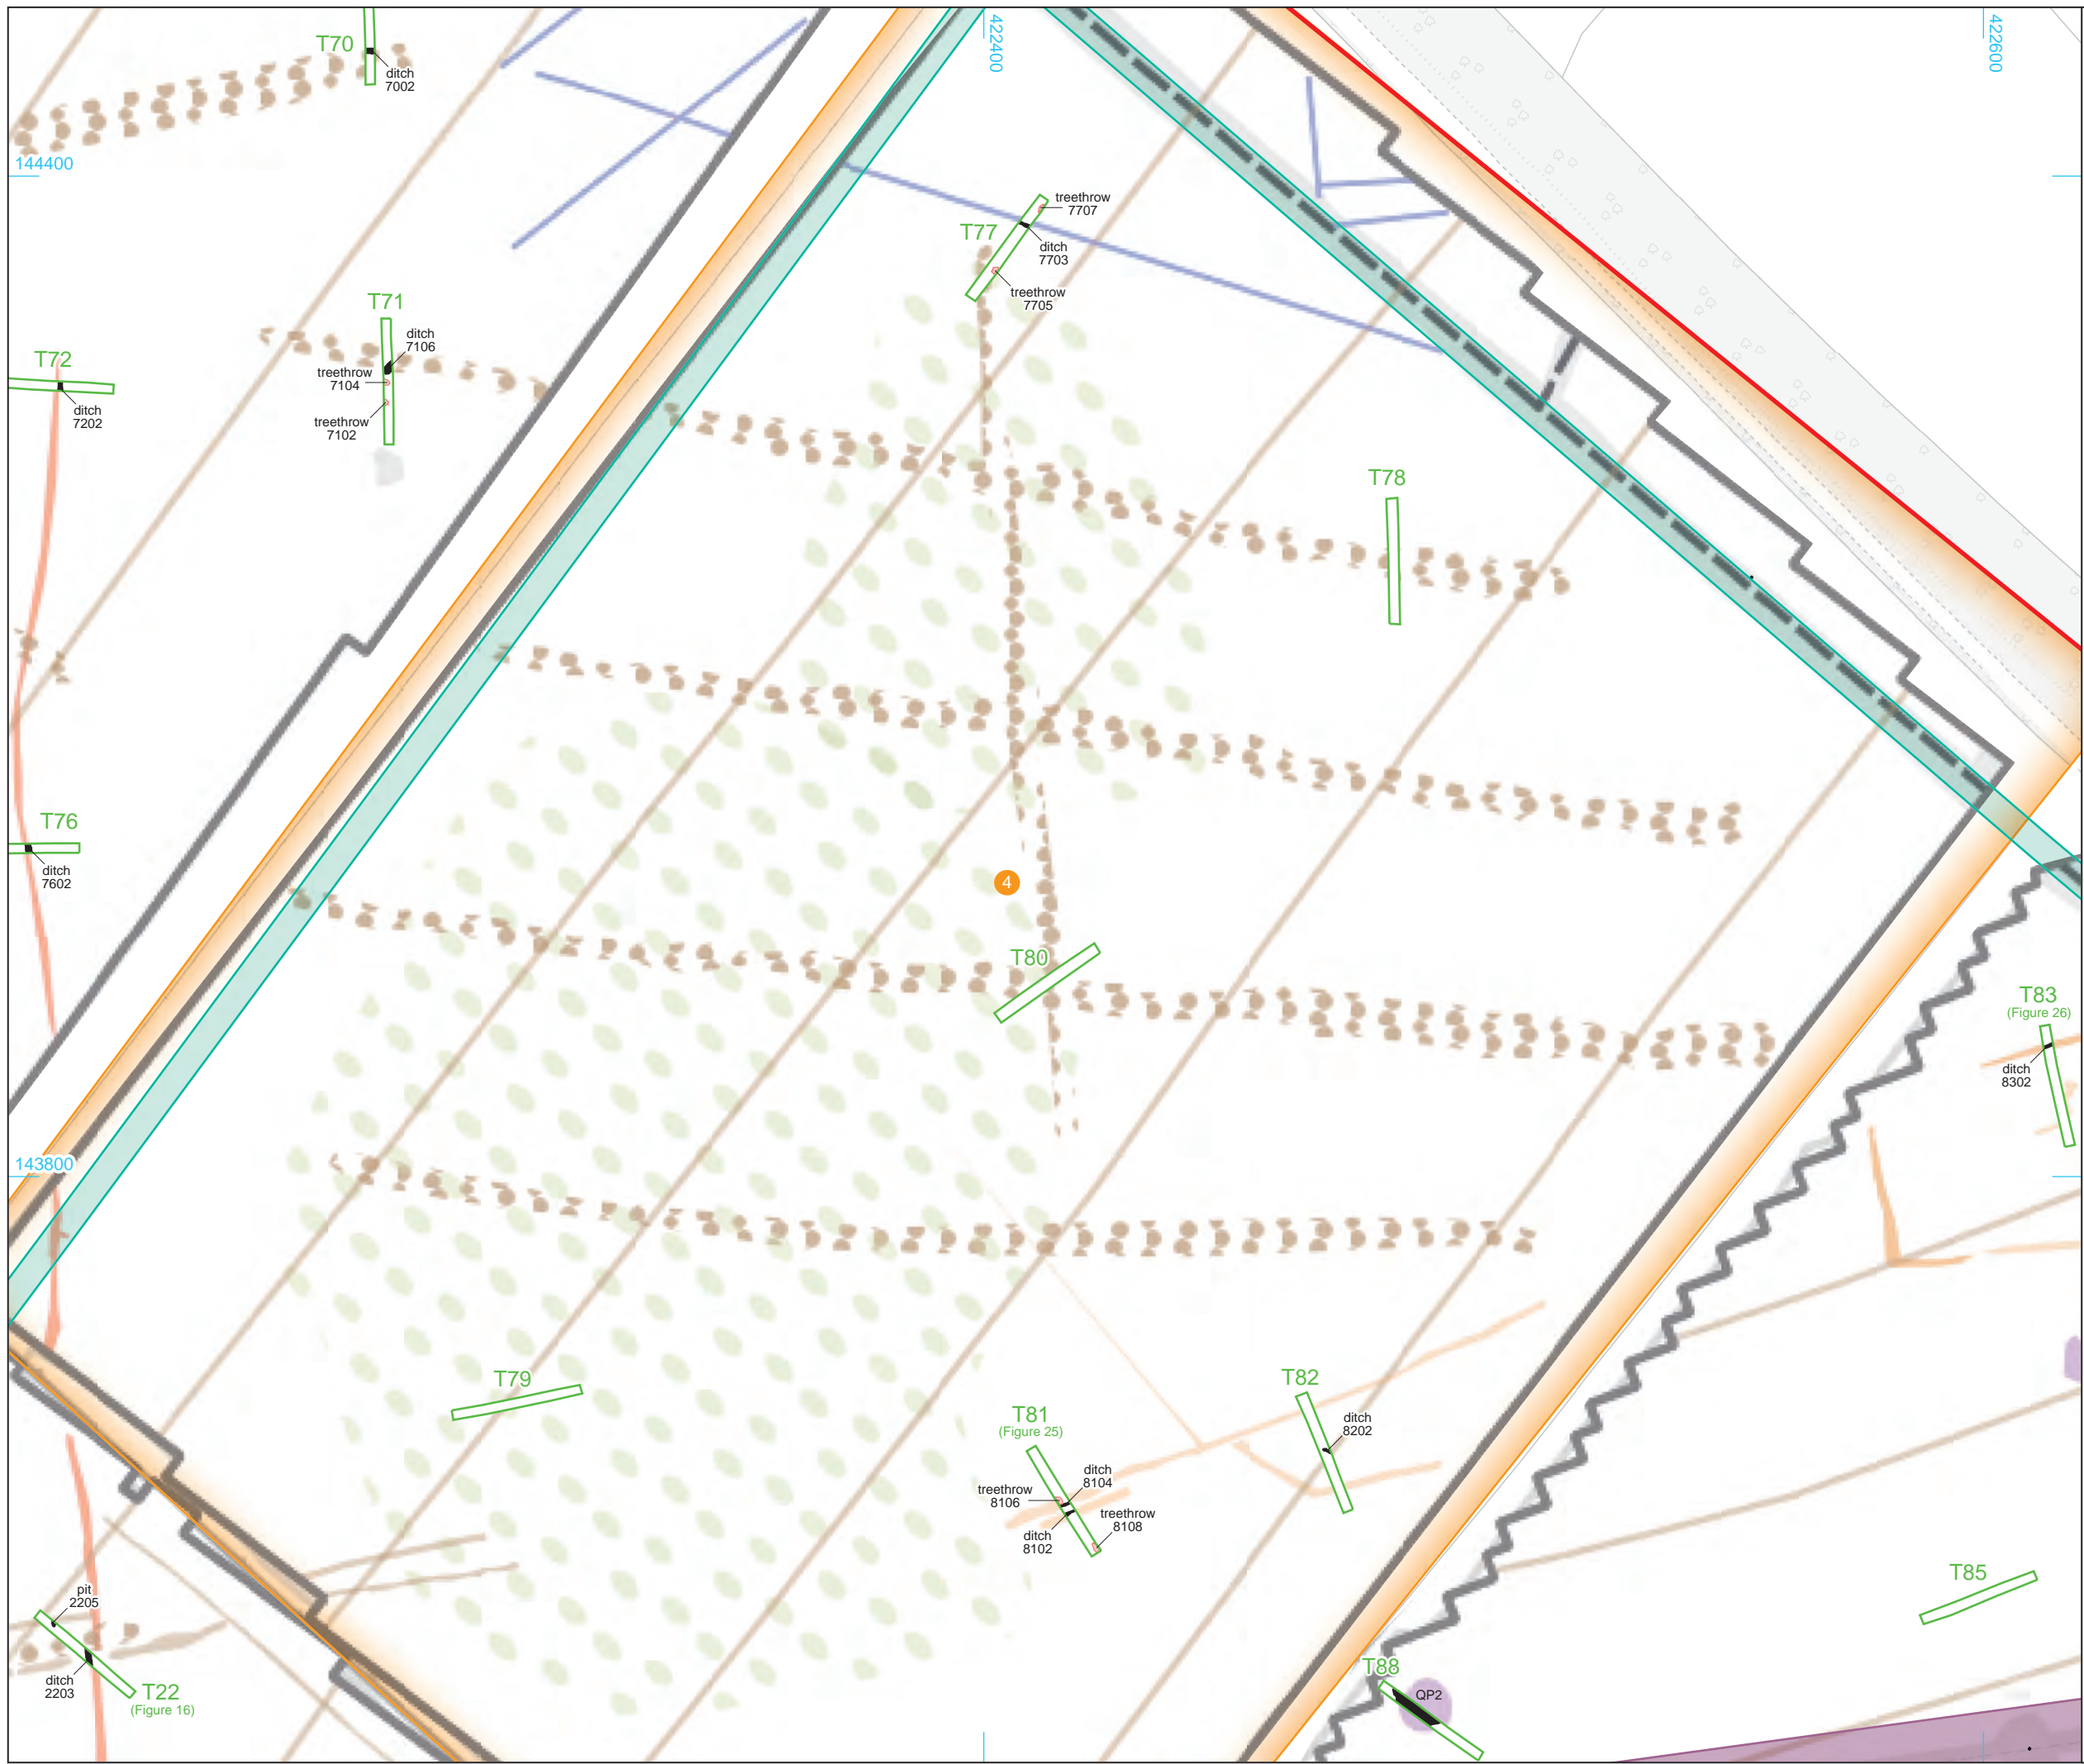 422400
422600
T70
ditch
7002
144400
treethrow
7707
T77
ditch
7703
treethrow
7705
T71
ditch
7106
treethrow
7104
treethrow
7102
T72
ditch
7202
T78
T76
ditch
7602
4
T80
T83
(Figure 26)
ditch
8302
143800
T79
T82
ditch
8202
T81
(Figure 25)
ditch
8104
treethrow
8106
treethrow
8108
ditch
8102
T85
pit
2205
ditch
2203
T22
(Figure 16)
T88
QP2